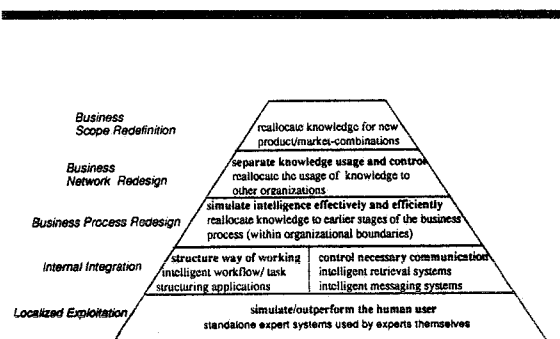 Business
Scope Redefinition
reallocate knowledge for new
product/market-combinations
Business
Network Redesign
separate knowledge usage and control
reallocate the usage of knowledge to
other organizations
Business Process Redesign
simulate intelligence effectively and efficiently
reallocate knowledge to earlier stages of the business
process (within organizational boundaries)
Internal Integration
structure way of working
intelligent workflow/ task
structuring applications
control necessary communication
intelligent retrieval systems
intelligent messaging systems
Localized Exploitation
simulate/outperform the human user
standalone expert systems used by experts themselves